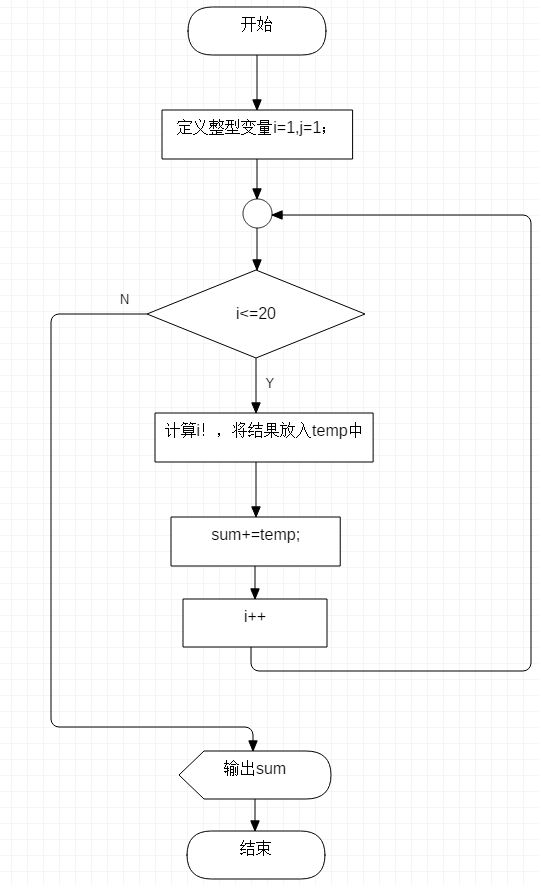 开始
定义整型变量i=1,j=1；
i<=20
N
Y
计算i！，将结果放入temp中
sum+=temp;
i++
输出sum
结束